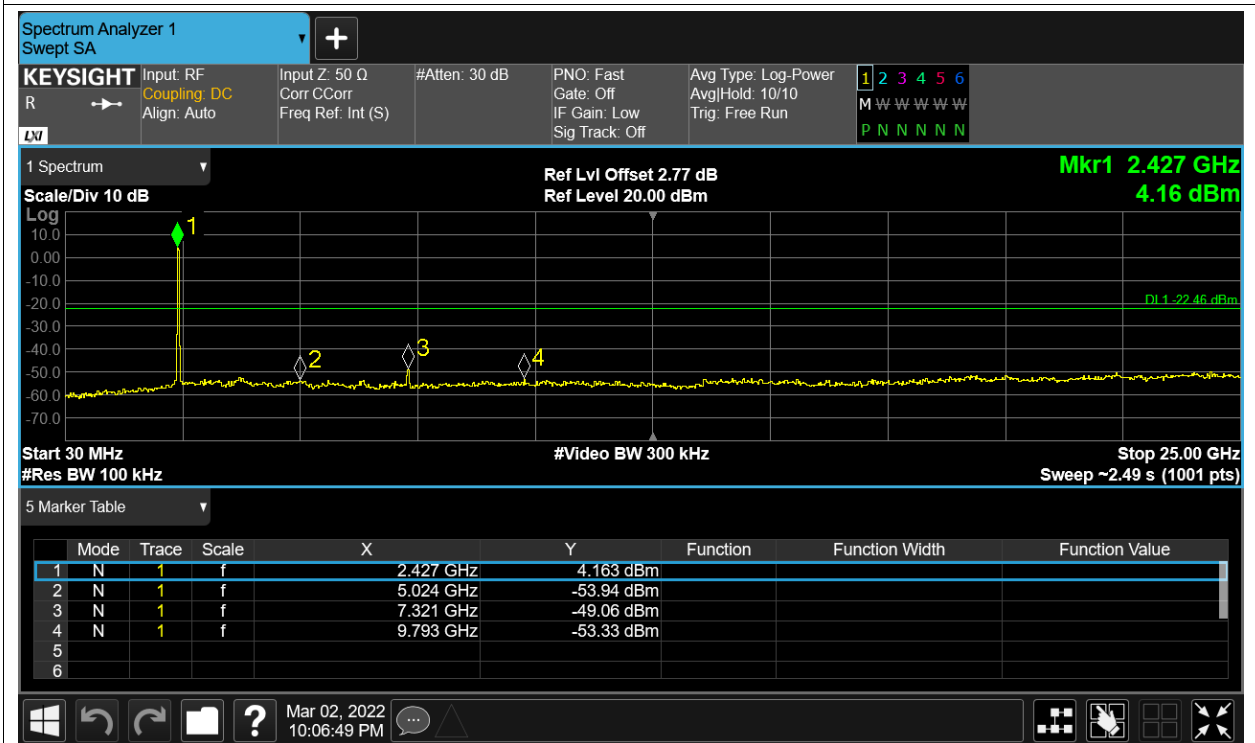 Spectrum Analyzer 1
Swept SA
KEYSIGHT Input: RF Input Z: 50 Ω #Atten: 30 dB PNO: Fast Avg Type: Log-Power 1 2 3 4 5 6
R Coupling: DC Corr CCorr Gate: Off Avg|Hold: 10/10 M W W W W W
Align: Auto Freq Ref: Int (S) IF Gain: Low Trig: Free Run
LXI Sig Track: Off P N N N N N
1 Spectrum Ref Lvl Offset 2.77 dB Mkr1 2.427 GHz
Scale/Div 10 dB Ref Level 20.00 dBm 4.16 dBm
Log
1
10.0
0.00
-10.0
-20.0 DL1 -22.46 dBm
-30.0
-40.0 2 3 4
-50.0
-60.0
-70.0
Start 30 MHz #Video BW 300 kHz Stop 25.00 GHz
#Res BW 100 kHz Sweep ~2.49 s (1001 pts)
5 Marker Table
Mode Trace Scale X Y Function Function Width Function Value
1 N 1 f 2.427 GHz 4.163 dBm
2 N 1 f 5.024 GHz -53.94 dBm
3 N 1 f 7.321 GHz -49.06 dBm
4 N 1 f 9.793 GHz -53.33 dBm
5
6
? Mar 02, 2022
10:06:49 PM